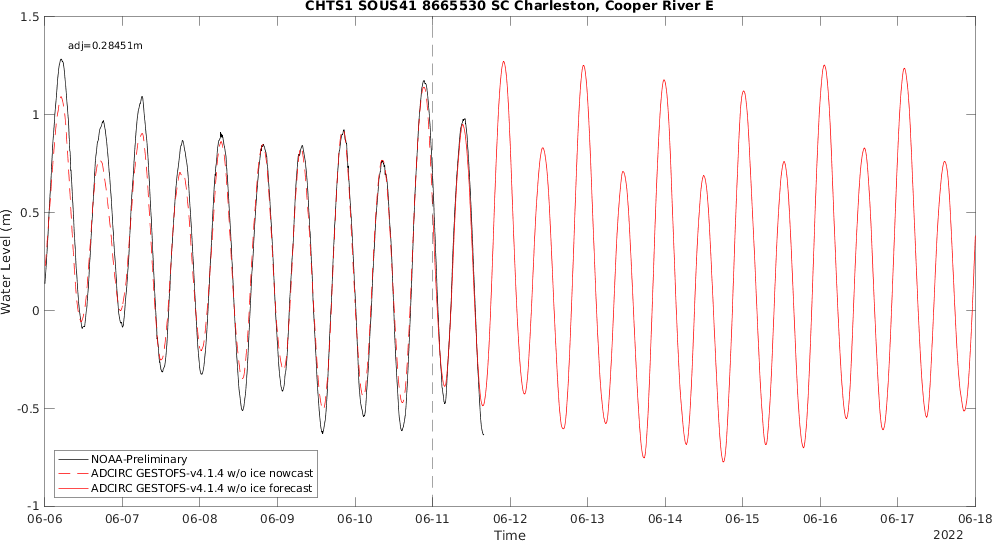 CHTS1 SOUS41 8665530 SC Charleston, Cooper River E
adj=0.28451m
1.5
1
0.5
0
-0.5
-1
Water Level (m)
NOAA-Preliminary
ADCIRC GESTOFS-v4.1.4 w/o ice nowcast
ADCIRC GESTOFS-v4.1.4 w/o ice forecast
06-06 06-07 06-08 06-09 06-10 06-11 06-12 06-13 06-14 06-15 06-16 06-17 06-18
Time
2022